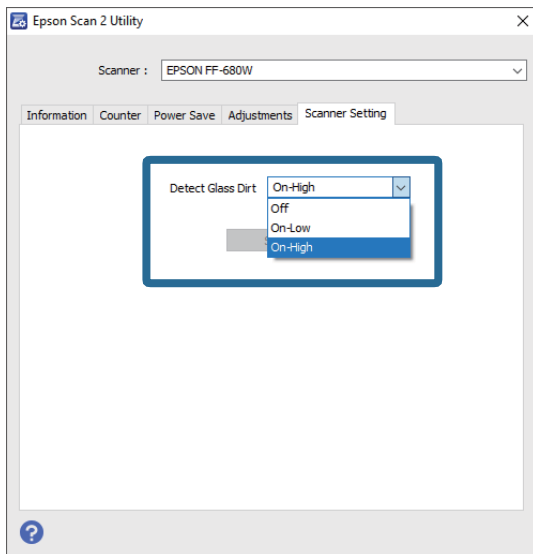 Epson Scan 2 Utility
Scanner : EPSON FF-680W
Information Counter Power Save Adjustments Scanner Setting
Detect Glass Dirt On-High
Off
On-Low
On-High
?